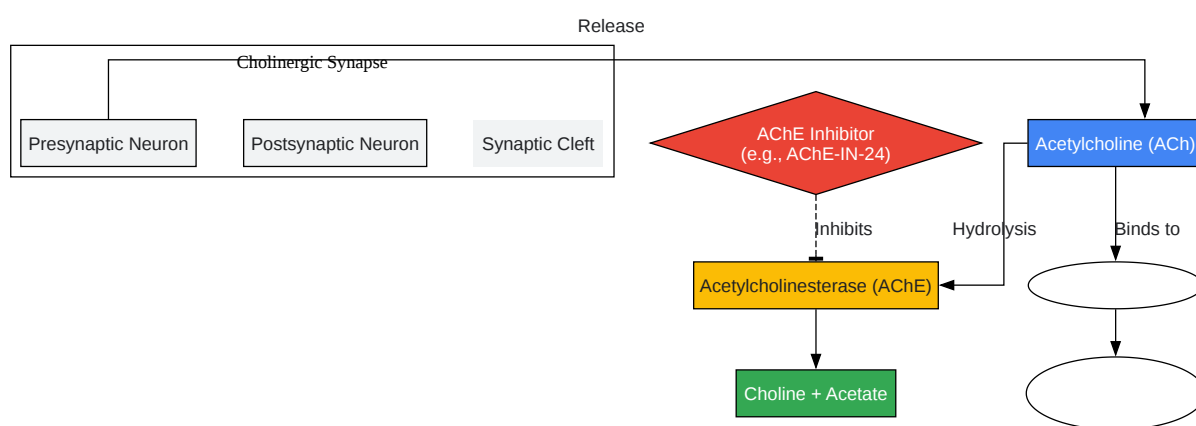 Release
Cholinergic Synapse
Presynaptic Neuron
Postsynaptic Neuron
Synaptic Cleft
AChE Inhibitor
(e.g., AChE-IN-24)
Acetylcholine (ACh)
Inhibits
Hydrolysis
Binds to
Acetylcholinesterase (AChE)
Choline + Acetate